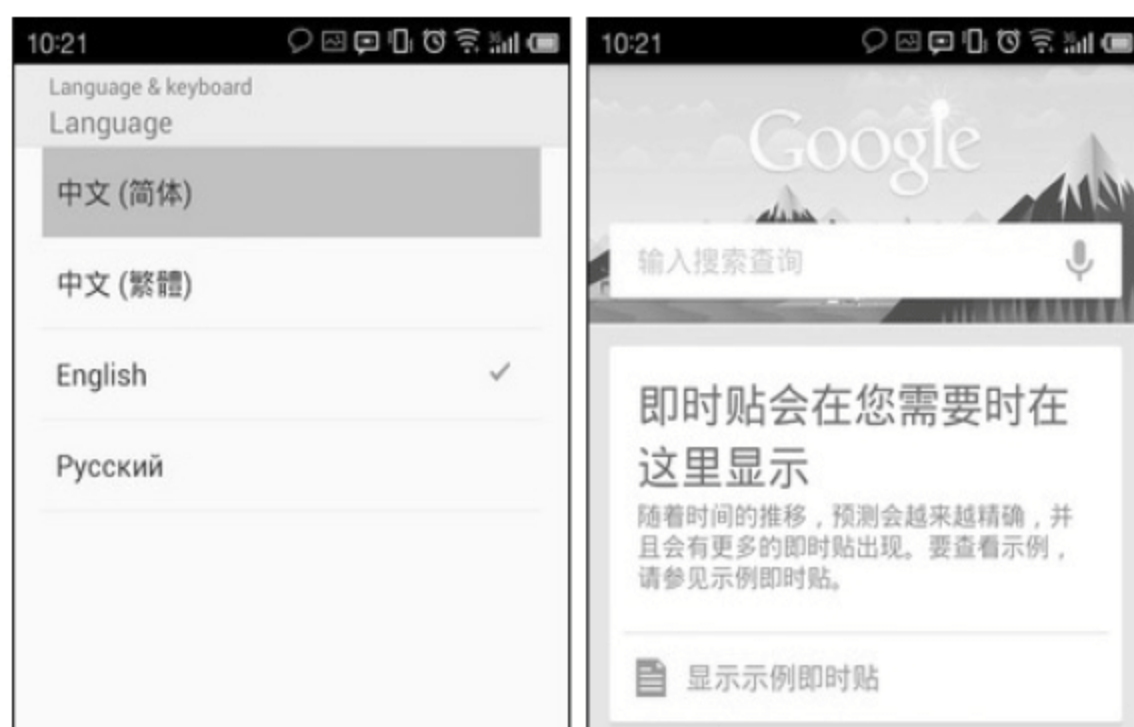 10:21
Language & keyboard
Language
中文 (简体)
中文 (繁體)
English
Русский
10:21
Google
输入搜索查询
即时贴会在您需要时在
这里显示
随着时间的推移，预测会越来越精确，并
且会有更多的即时贴出现。要查看示例，
请参见示例即时贴。
显示示例即时贴